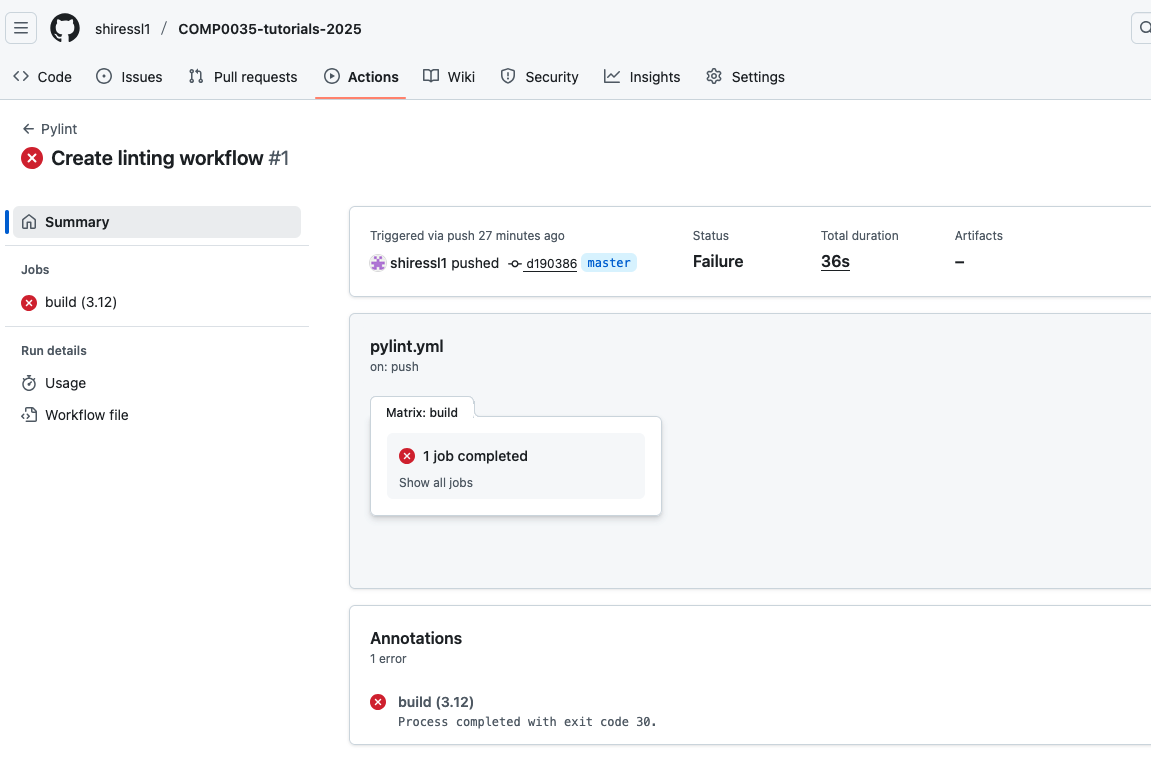 shiressl1 / COMP0035-tutorials-2025
Code Issues Pull requests Actions Wiki Security Insights Settings
← Pylint
Create linting workflow #1
Summary
Jobs
build (3.12)
Run details
Usage
Workflow file
Triggered via push 27 minutes ago
shiressl1 pushed d190386 master
Status
Failure
Total duration
36s
Artifacts
–
pylint.yml
on: push
Matrix: build
1 job completed
Show all jobs
Annotations
1 error
build (3.12)
Process completed with exit code 30.